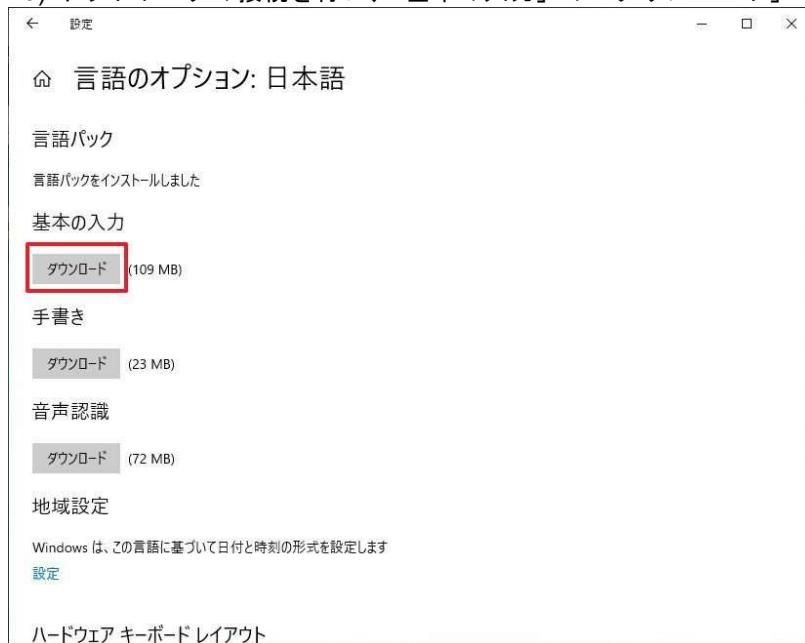 設定
言語のオプション: 日本語
言語パック
言語パックをインストールしました
基本の入力
ダウンロード (109 MB)
手書き
ダウンロード (23 MB)
音声認識
ダウンロード (72 MB)
地域設定
Windows は、この言語に基づいて日付と時刻の形式を設定します
設定
ハードウェア キーボード レイアウト